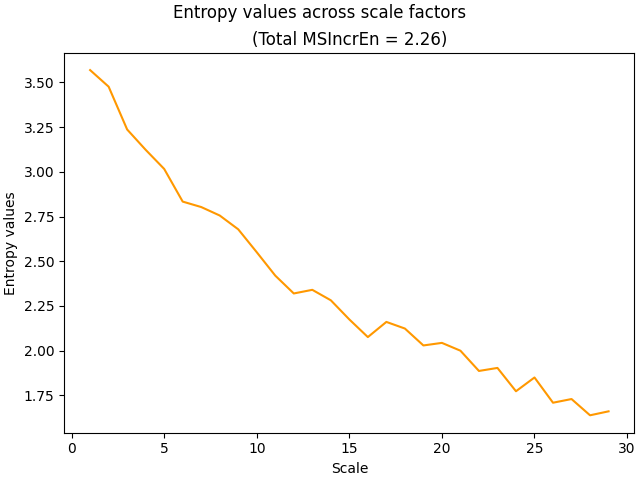 Entropy values across scale factors
(Total MSIncrEn = 2.26)
Entropy values
3.50
3.25
3.00
2.75
2.50
2.25
2.00
1.75
0 5 10 15 20 25 30
Scale